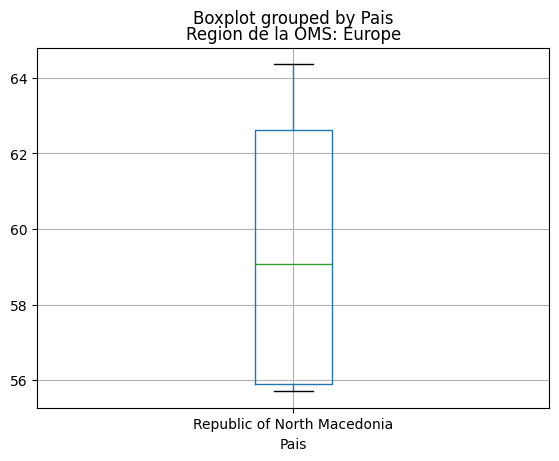 Boxplot grouped by Pais
Region de la OMS: Europe
64
62
60
58
56
Republic of North Macedonia
Pais